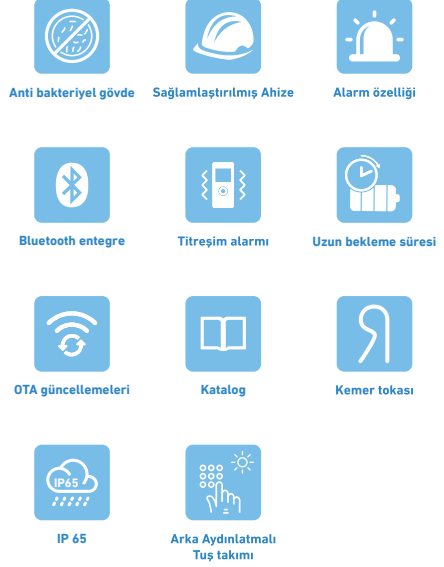 Anti bakteriyel gövde
Sağlamlaştırılmış Ahize
Alarm özelliği
Bluetooth entegre
Titreşim alarmı
Uzun bekleme süresi
OTA güncellemeleri
Katalog
Kemer tokası
IP65
IP 65
Arka Aydınlatmalı
Tuş takımı